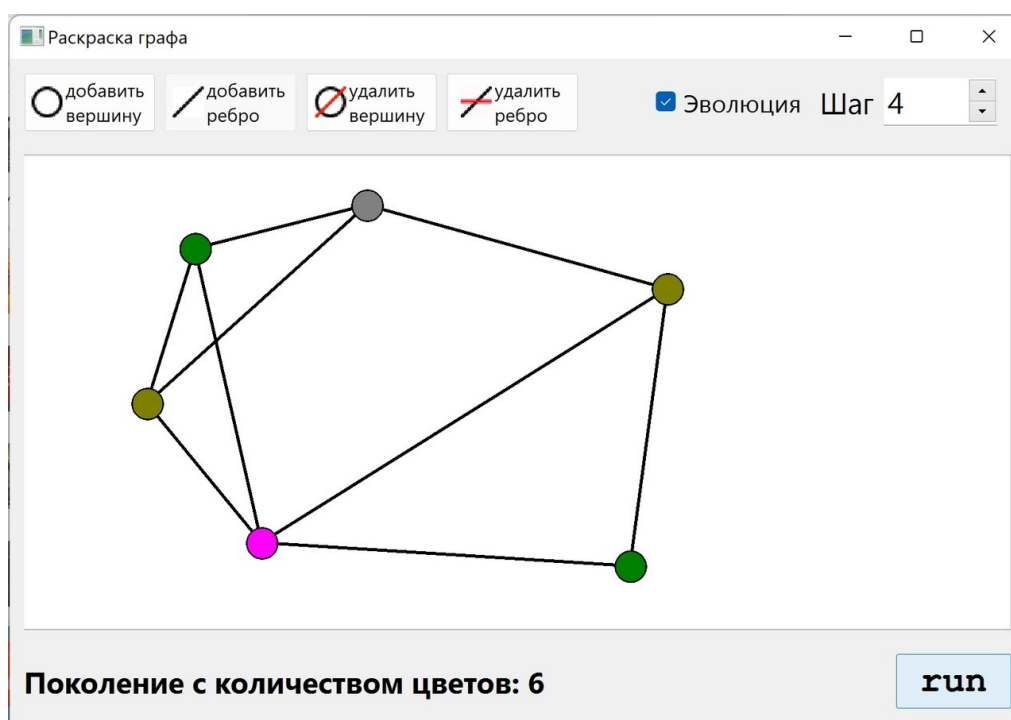 Раскраска графа
добавить
вершину
добавить
ребро
удалить
вершину
удалить
ребро
Эволюция
Шаг
4
Поколение с количеством цветов: 6
run